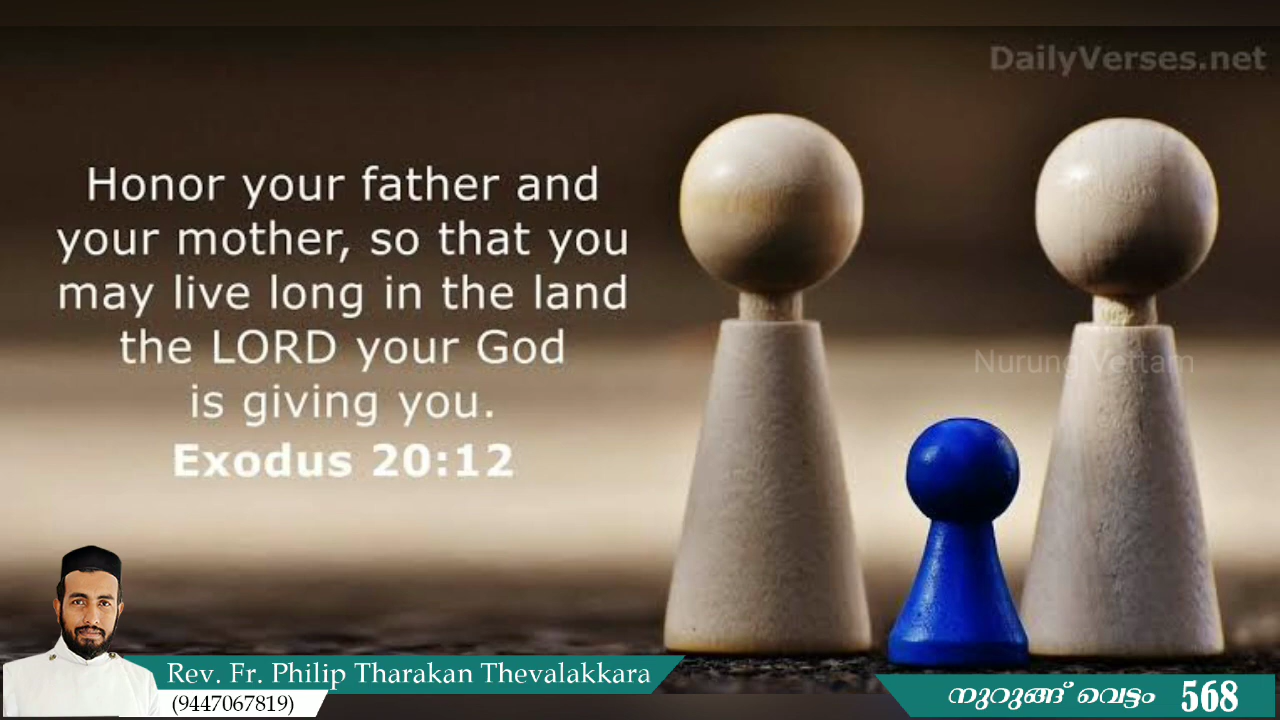 DailyVerses.net
Honor your father and
your mother, so that you
may live long in the land
the LORD your God
is giving you.
Exodus 20:12
Nurung Vettam
Rev. Fr. Philip Tharakan Thevalakkara
(9447067819)
നുറുങ്ങ് വെട്ടം 568